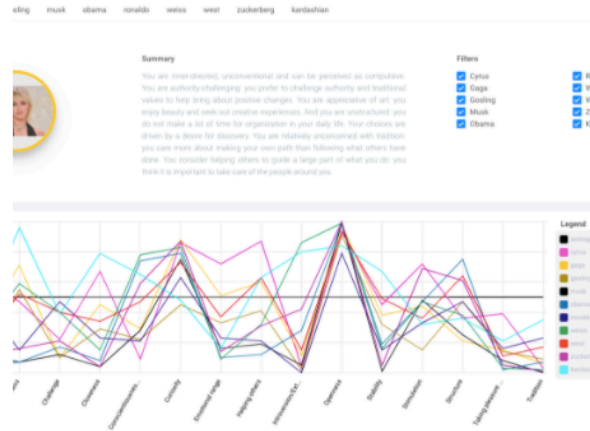 sling musk obama ronaldo weiss west zuckerberg kardashian
Summary
You are inner-directed, unconventional and can be perceived as compulsive.
You are authority-challenging: you prefer to challenge authority and traditional
values to help bring about positive changes. You are appreciative of art: you
enjoy beauty and seek out creative experiences. And you are unstructured: you
do not make a lot of time for organization in your daily life. Your choices are
driven by a desire for discovery. You are relatively unconcerned with tradition:
you care more about making your own path than following what others have
done. You consider helping others to guide a large part of what you do: you
think it is important to take care of the people around you.
Filters
Cyrus
Gaga
Gosling
Musk
Obama
Legend
cyrus
gaga
gosling
musk
obama
weiss
west
zucker
kardas
Challenge
Closeness
Conscientiousne...
Curiosity
Emotional range
Helping others
Introversion/Ext...
Openness
Stability
Stimulation
Structure
Taking pleasure ...
Tradition